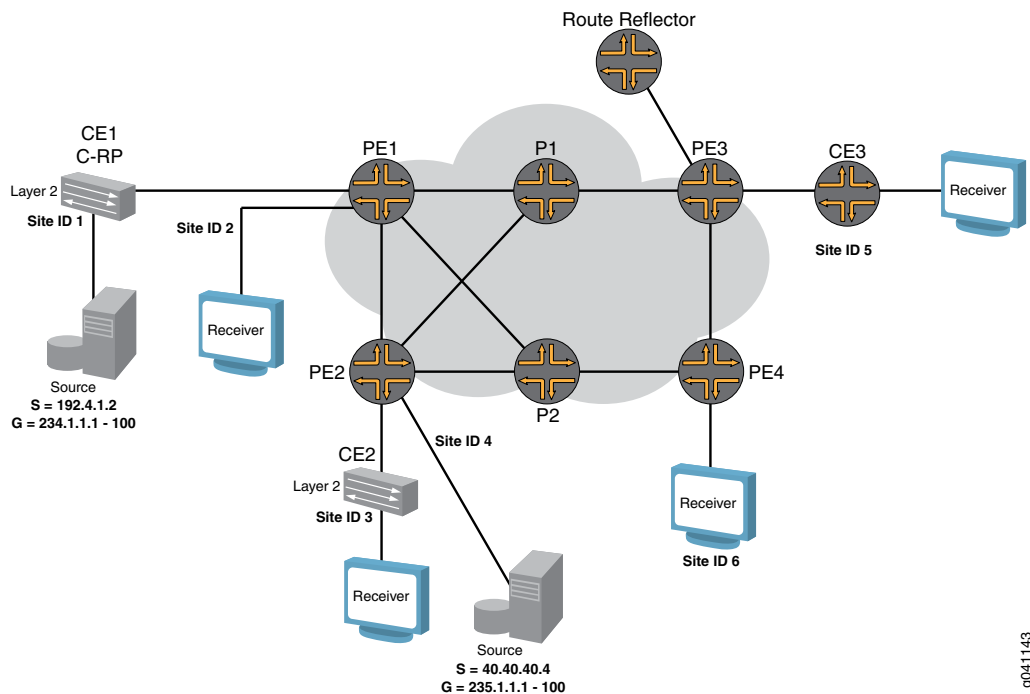 Route Reflector
CE1
C-RP
PE1
P1
PE3
CE3
Layer 2
Site ID 1
Site ID 2
Receiver
Site ID 5
Receiver
Source
S = 192.4.1.2
G = 234.1.1.1 - 100
PE2
P2
PE4
Site ID 4
CE2
Layer 2
Site ID 3
Receiver
Site ID 6
Receiver
Source
S = 40.40.40.4
G = 235.1.1.1 - 100
g041143